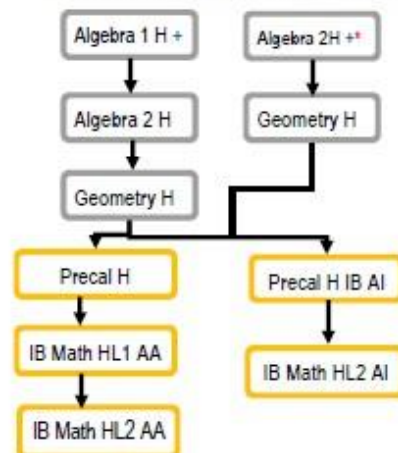 Algebra 1 H +
Algebra 2H +*
Algebra 2 H
Geometry H
Geometry H
Precal H
Precal H IB AI
IB Math HL1 AA
IB Math HL2 AI
IB Math HL2 AA